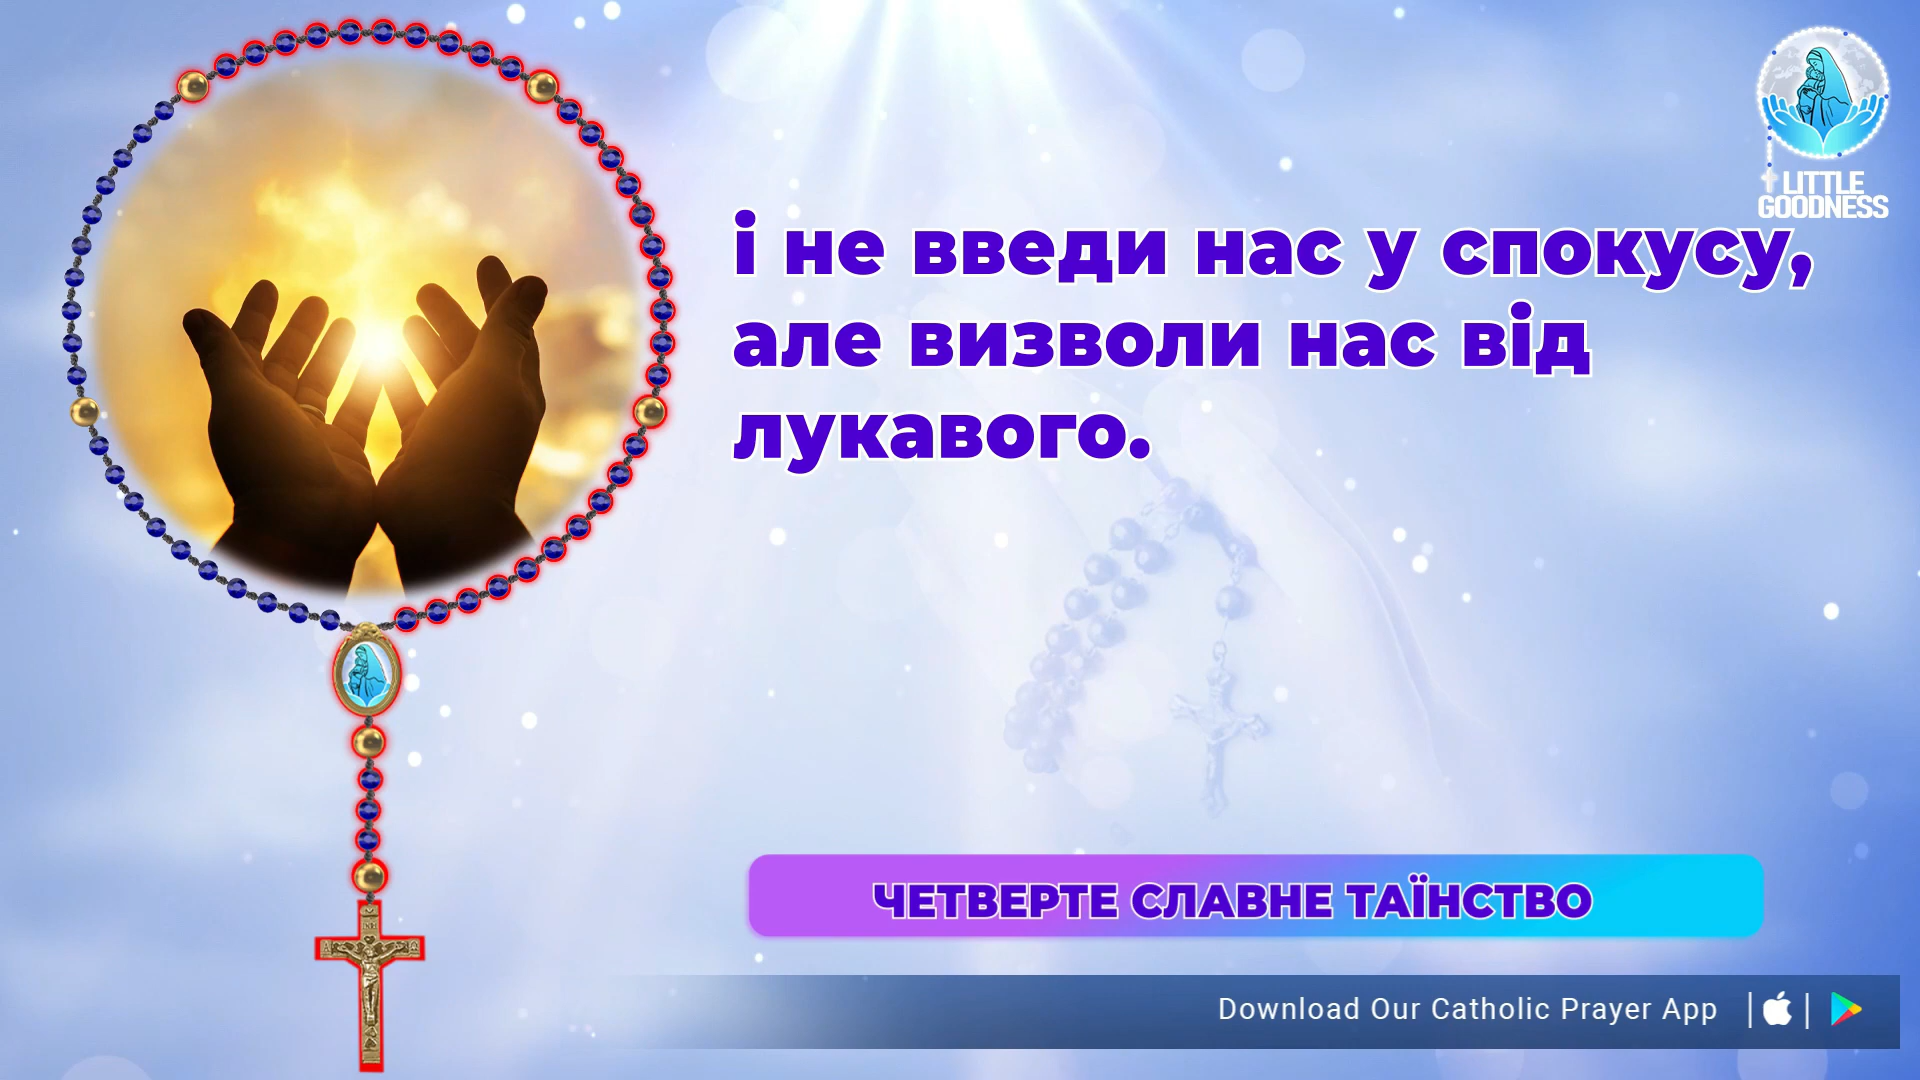 LITTLE
GOODNESS
і не введи нас у спокусу,
але визволи нас від
лукавого.
ЧЕТВЕРТЕ СЛАВНЕ ТАЇНСТВО
Download Our Catholic Prayer App